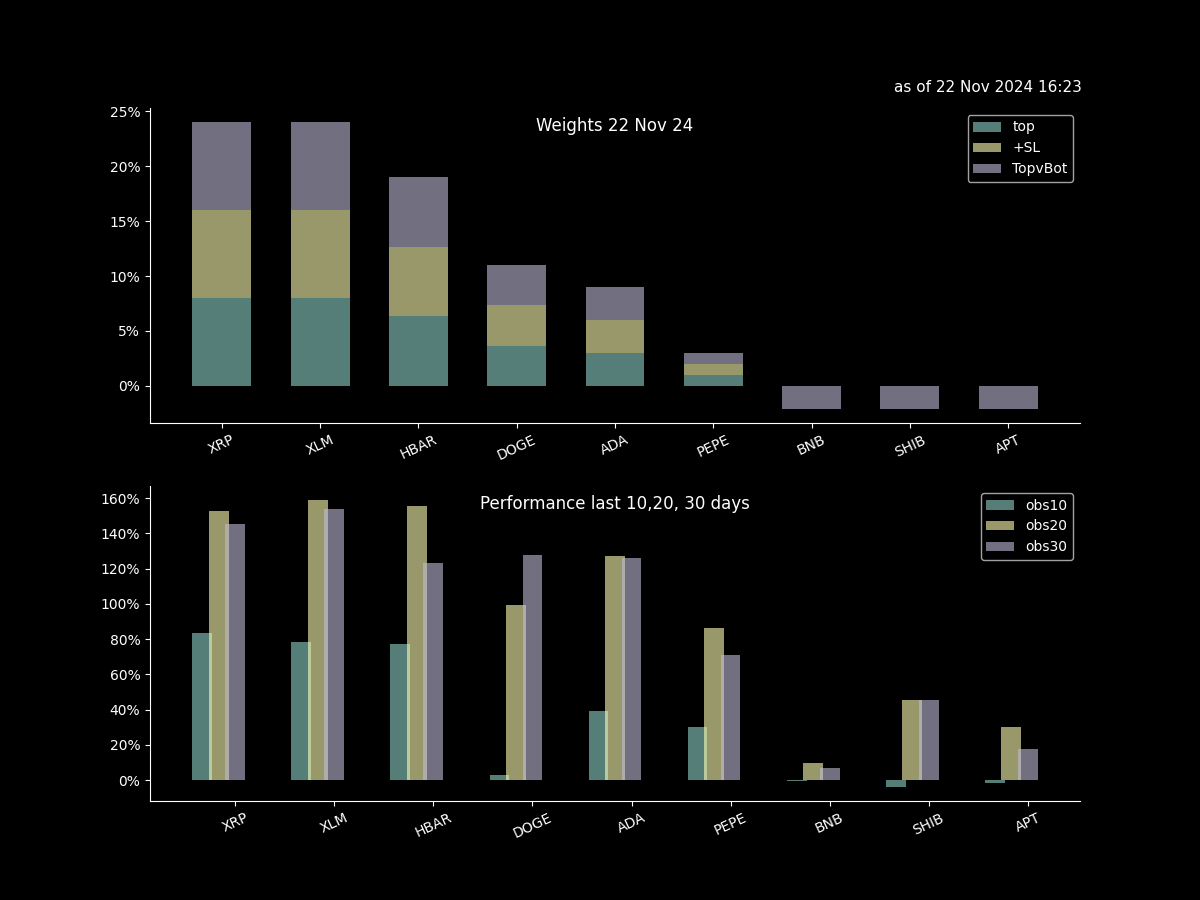 as of 22 Nov 2024 16:23
Weights 22 Nov 24
top
+SL
TopvBot
25%
20%
15%
10%
5%
0%
XRP XLM HBAR DOGE ADA PEPE BNB SHIB APT
Performance last 10,20, 30 days
obs10
obs20
obs30
160%
140%
120%
100%
80%
60%
40%
20%
0%
XRP XLM HBAR DOGE ADA PEPE BNB SHIB APT